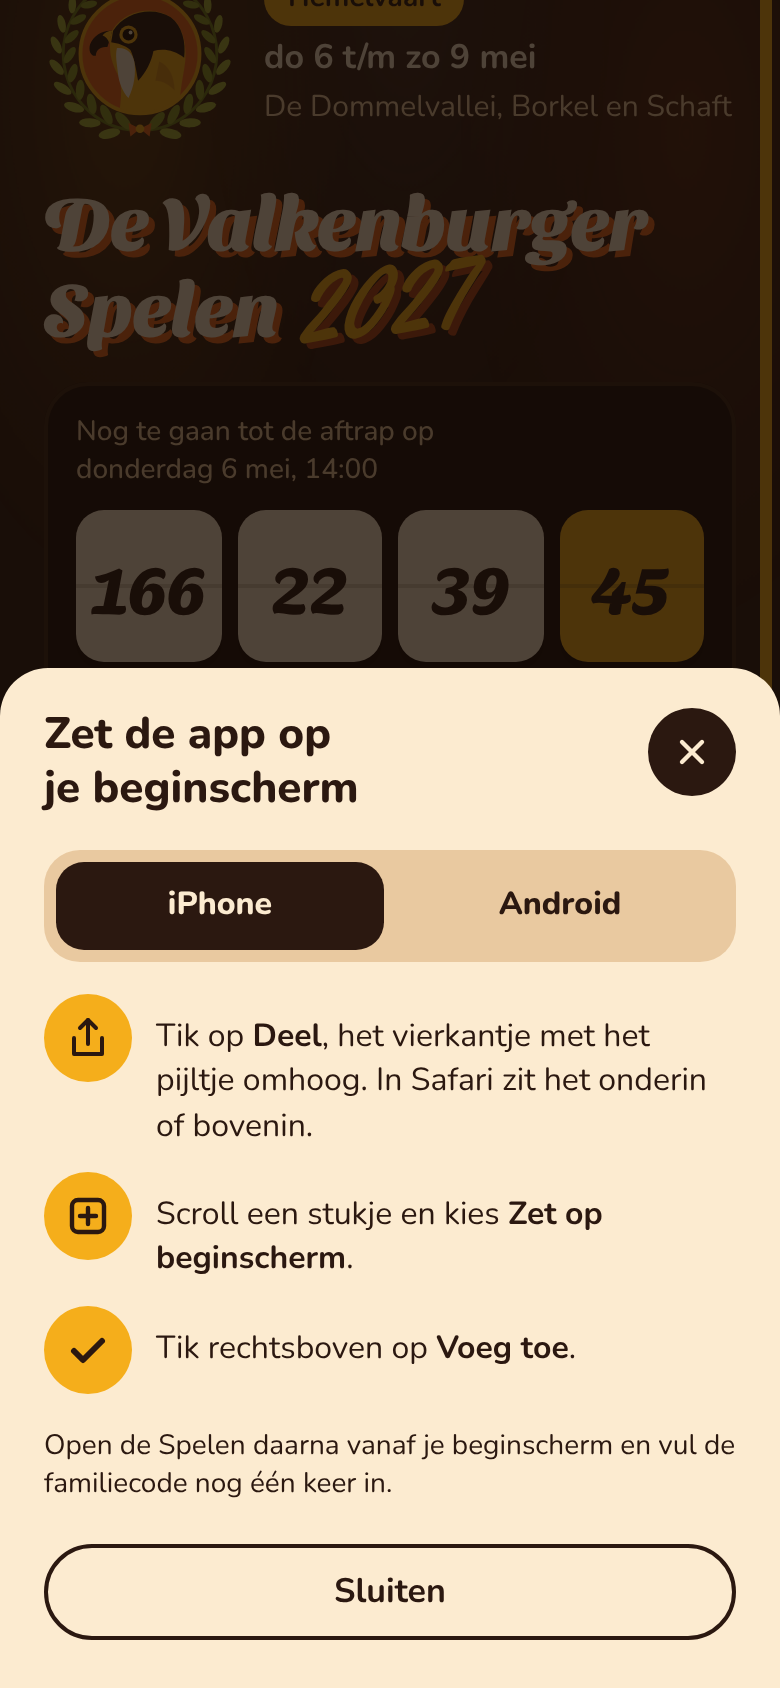 Hemelvaart
do 6 t/m zo 9 mei
De Dommelvallei, Borkel en Schaft
De Valkenburger
Spelen 2027
Nog te gaan tot de aftrap op
donderdag 6 mei, 14:00
166 22 39 45
Zet de app op
je beginscherm
iPhone Android
Tik op Deel, het vierkantje met het
pijltje omhoog. In Safari zit het onderin
of bovenin.
Scroll een stukje en kies Zet op
beginscherm.
Tik rechtsboven op Voeg toe.
Open de Spelen daarna vanaf je beginscherm en vul de
familiecode nog één keer in.
Sluiten